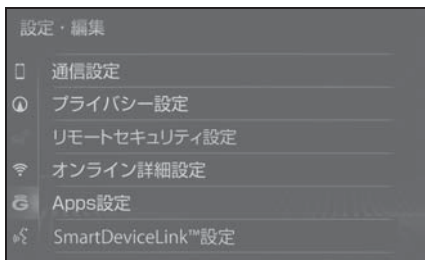 設定・編集
通信設定
プライバシー設定
リモートセキュリティ設定
オンライン詳細設定
Apps設定
SmartDeviceLink™設定